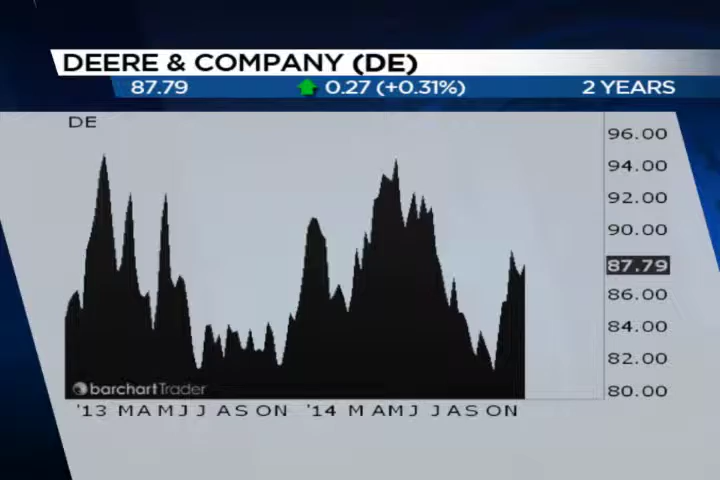 DEERE & COMPANY (DE)
87.79 0.27 (+0.31%) 2 YEARS
DE
96.00
94.00
92.00
90.00
87.79
86.00
84.00
82.00
80.00
barchartTrader
'13 M A M J J A S O N '14 M A M J J A S O N